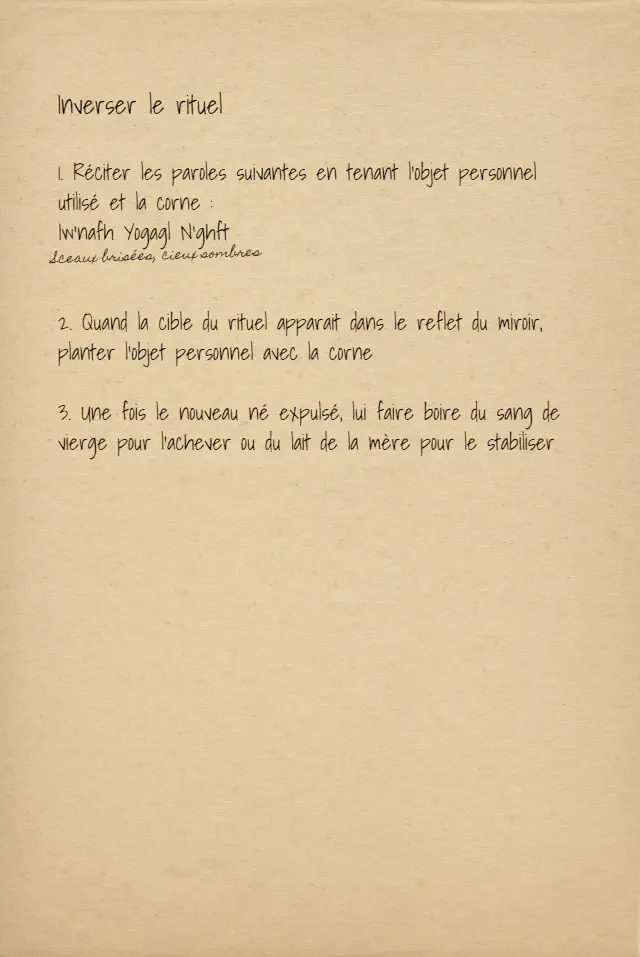 Inverser le rituel
1. Réciter les paroles suivantes en tenant l'objet personnel
utilisé et la corne :
Iw'nafh Yogagl N'ghft
Sceaux brisées, cieux sombres
2. Quand la cible du rituel apparait dans le reflet du miroir,
planter l'objet personnel avec la corne
3. Une fois le nouveau né expulsé, lui faire boire du sang de
vierge pour l'achever ou du lait de la mère pour le stabiliser